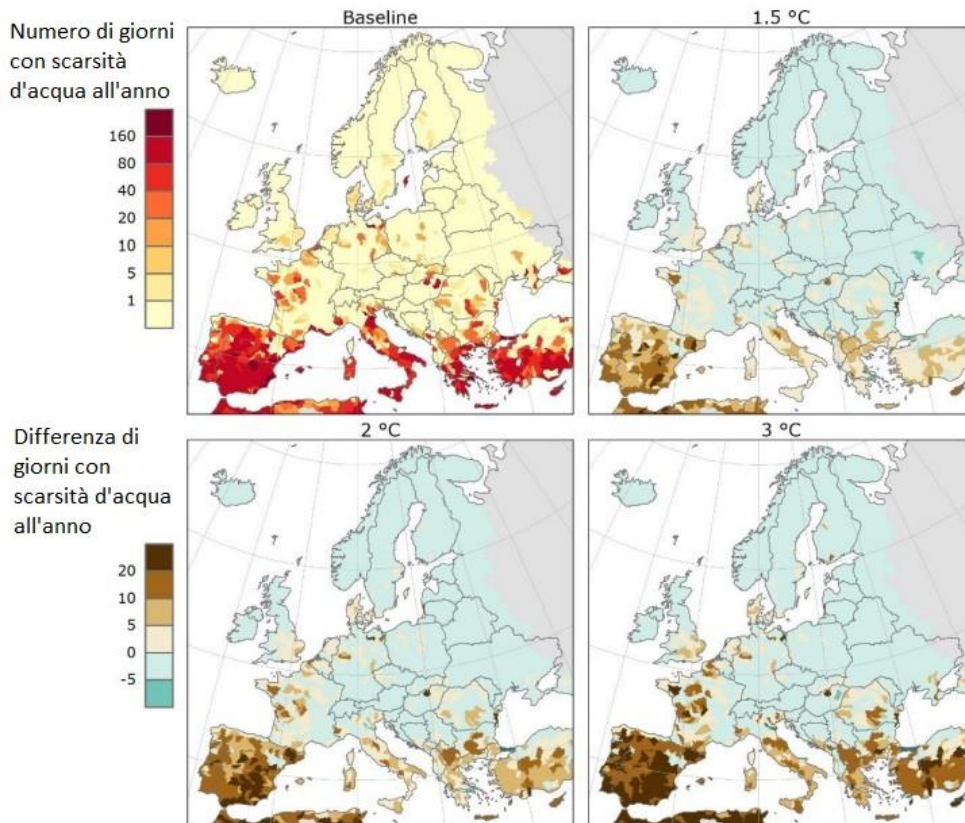 Baseline
1.5 °C
Numero di giorni
con scarsità
d'acqua all'anno
160
80
40
20
10
5
1
2 °C
3 °C
Differenza di
giorni con
scarsità d'acqua
all'anno
20
10
5
0
-5